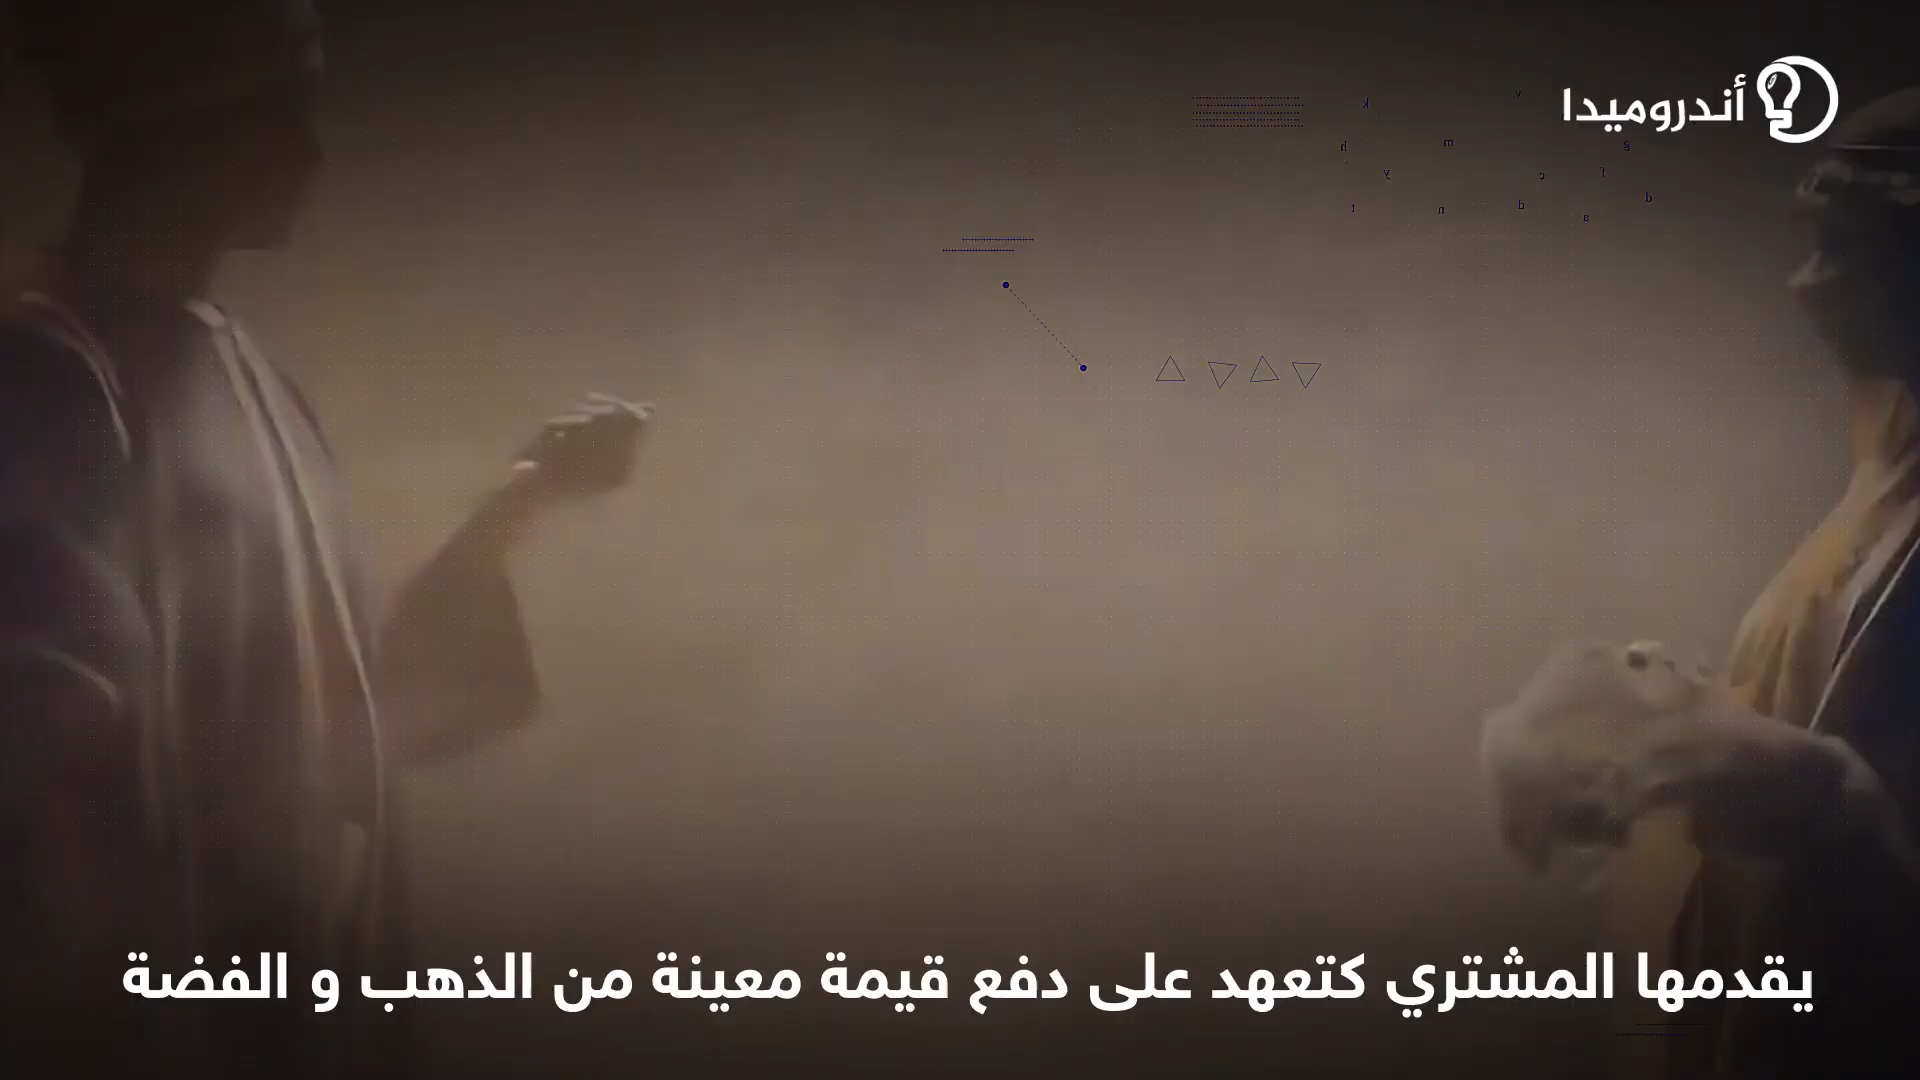 أندروميدا
يقدمها المشتري كتعهد على دفع قيمة معينة من الذهب و الفضة